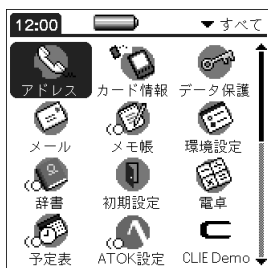 12:00 すべて
アドレス カード情報 データ保護
メール メモ帳 環境設定
辞書 初期設定 電卓
予定表 ATOK設定 CLIE Demo